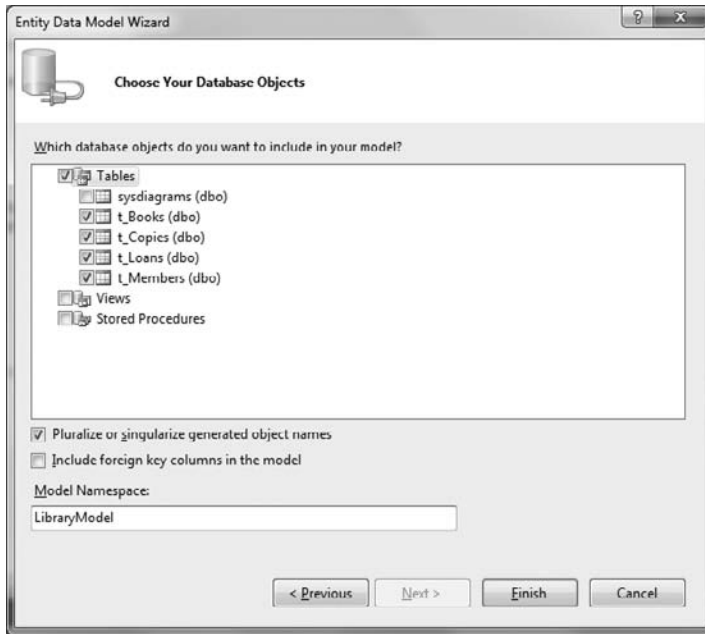 Entity Data Model Wizard
Choose Your Database Objects
Which database objects do you want to include in your model?
Tables
sysdiagrams (dbo)
t_Books (dbo)
t_Copies (dbo)
t_Loans (dbo)
t_Members (dbo)
Views
Stored Procedures
Pluralize or singularize generated object names
Include foreign key columns in the model
Model Namespace:
LibraryModel
< Previous Next > Finish Cancel